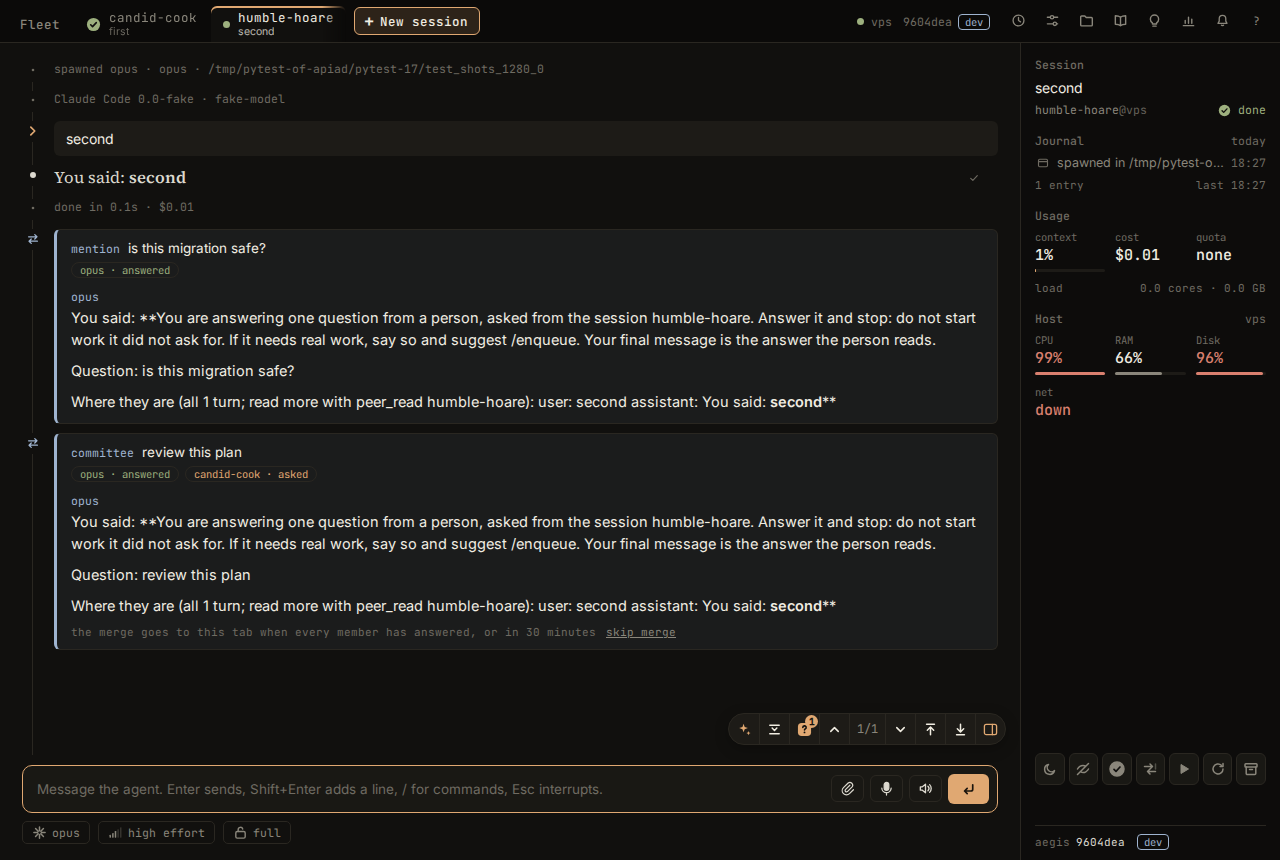 Fleet
candid-cook
first
humble-hoare
second
+ New session
vps 9604dea dev
?
spawned opus · opus · /tmp/pytest-of-apiad/pytest-17/test_shots_1280_0
Claude Code 0.0-fake · fake-model
second
You said: second
done in 0.1s · $0.01
mention is this migration safe?
opus · answered
opus
You said: **You are answering one question from a person, asked from the session humble-hoare. Answer it and stop: do not start
work it did not ask for. If it needs real work, say so and suggest /enqueue. Your final message is the answer the person reads.
Question: is this migration safe?
Where they are (all 1 turn; read more with peer_read humble-hoare): user: second assistant: You said: second**
committee review this plan
opus · answered
candid-cook · asked
opus
You said: **You are answering one question from a person, asked from the session humble-hoare. Answer it and stop: do not start
work it did not ask for. If it needs real work, say so and suggest /enqueue. Your final message is the answer the person reads.
Question: review this plan
Where they are (all 1 turn; read more with peer_read humble-hoare): user: second assistant: You said: second**
the merge goes to this tab when every member has answered, or in 30 minutes skip merge
? 1
1/1
Message the agent. Enter sends, Shift+Enter adds a line, / for commands, Esc interrupts.
opus
high effort
full
Session
second
humble-hoare@vps done
Journal today
spawned in /tmp/pytest-o... 18:27
1 entry last 18:27
Usage
context cost quota
1% $0.01 none
load 0.0 cores · 0.0 GB
Host vps
CPU RAM Disk
99% 66% 96%
net
down
aegis 9604dea dev